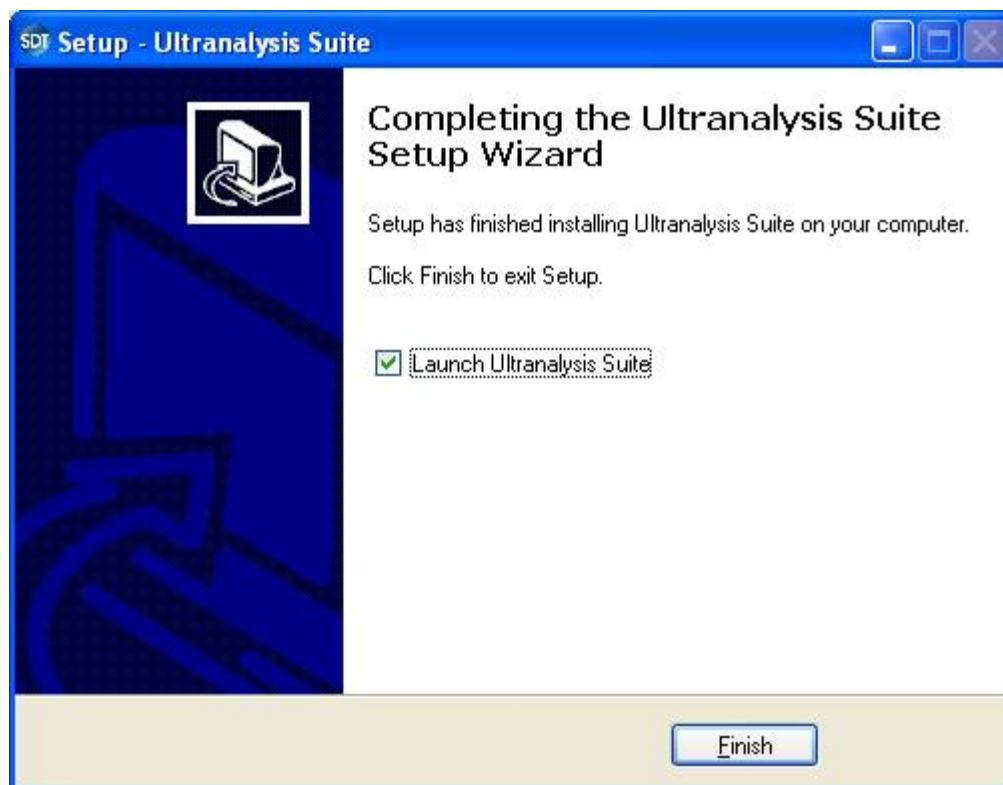 SDT Setup - Ultranalysis Suite
Completing the Ultranalysis Suite
Setup Wizard
Setup has finished installing Ultranalysis Suite on your computer.
Click Finish to exit Setup.
Launch Ultranalysis Suite
Finish